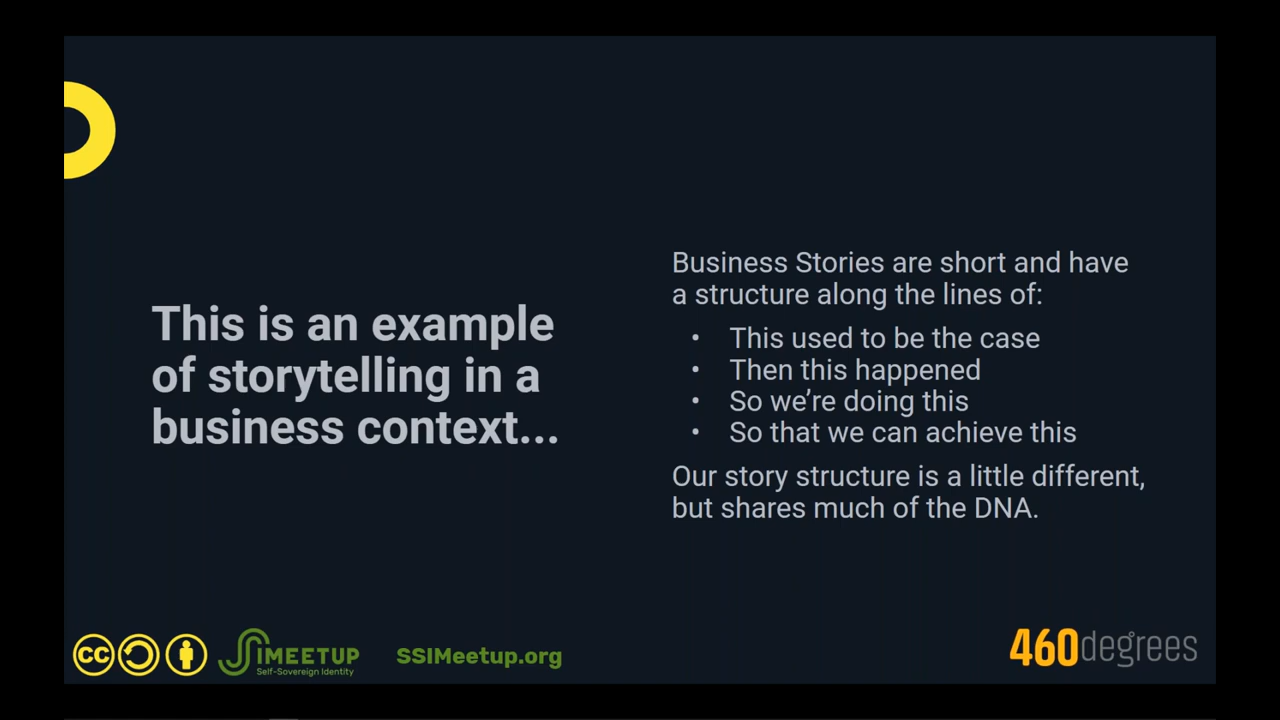 This is an example
of storytelling in a
business context...
Business Stories are short and have
a structure along the lines of:
• This used to be the case
• Then this happened
• So we’re doing this
• So that we can achieve this
Our story structure is a little different,
but shares much of the DNA.
CC
SSIMEETUP
Self-Sovereign Identity
SSIMeetup.org
460degrees